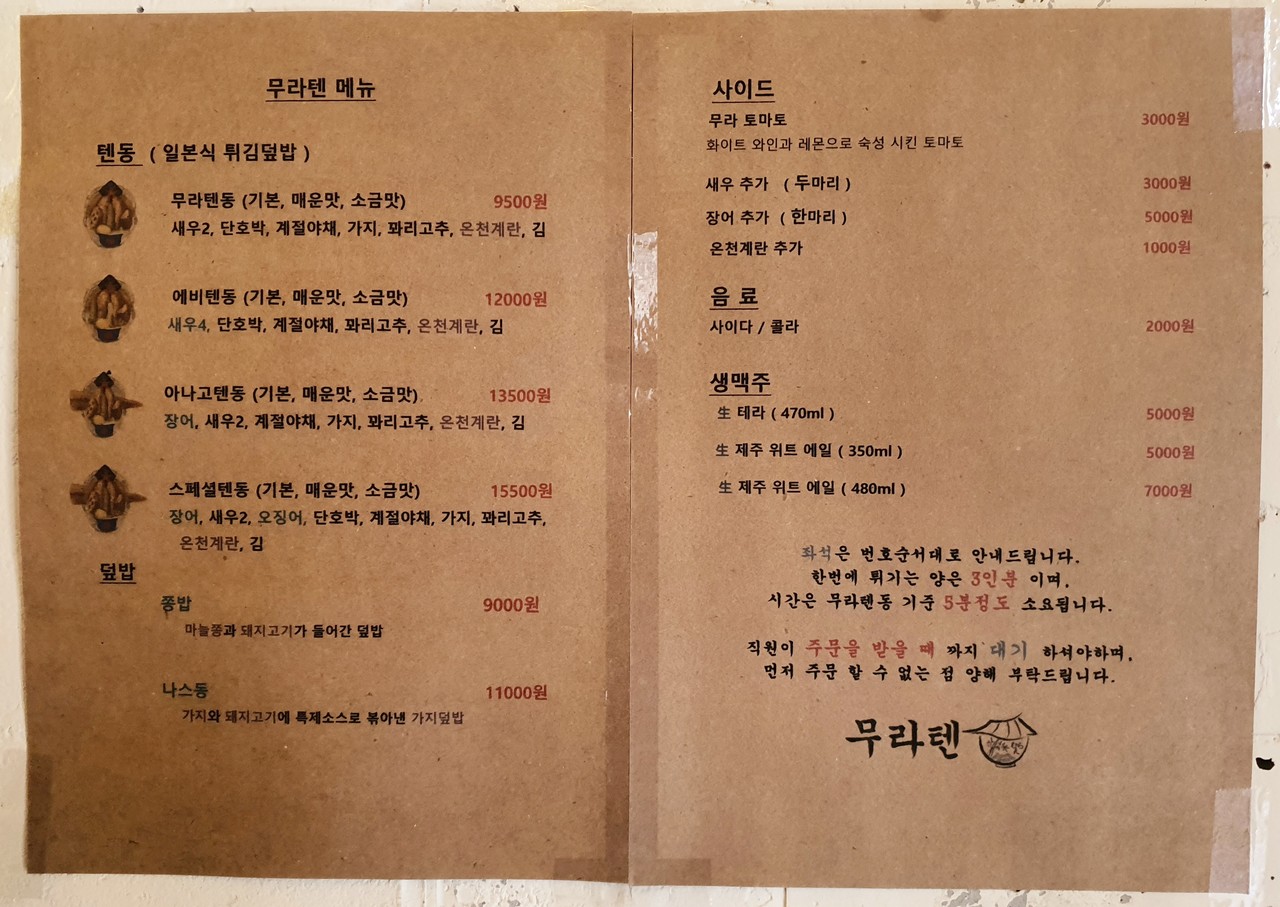 무라텐 메뉴
텐동 ( 일본식 튀김덮밥 )
무라텐동 (기본, 매운맛, 소금맛) 9500원
새우2, 단호박, 계절야채, 가지, 꽈리고추, 온천계란, 김
에비텐동 (기본, 매운맛, 소금맛) 12000원
새우4, 단호박, 계절야채, 꽈리고추, 온천계란, 김
아나고텐동 (기본, 매운맛, 소금맛) 13500원
장어, 새우2, 단호박, 계절야채, 가지, 꽈리고추, 온천계란, 김
스페셜텐동 (기본, 매운맛, 소금맛) 15500원
장어, 새우2, 오징어, 단호박, 계절야채, 가지, 꽈리고추,
온천계란, 김
덮밥
쫑밥 9000원
마늘쫑과 돼지고기가 들어간 덮밥
나스동 11000원
가지와 돼지고기에 특제소스로 볶아낸 가지덮밥
사이드
무라 토마토 3000원
화이트 와인과 레몬으로 숙성 시킨 토마토
새우 추가 ( 두마리 ) 3000원
장어 추가 ( 한마리 ) 5000원
온천계란 추가 1000원
음 료
사이다 / 콜라 2000원
생맥주
生 테라 ( 470ml ) 5000원
生 제주 위트 에일 ( 350ml ) 5000원
生 제주 위트 에일 ( 480ml ) 7000원
좌석은 번호순서대로 안내드립니다.
한번에 튀기는 양은 3인분 이며,
시간은 무라텐동 기준 5분정도 소요됩니다.
직원이 주문을 받을 때 까지 대기 하셔야하며,
먼저 주문 할 수 없는 점 양해 부탁드립니다.
무라텐